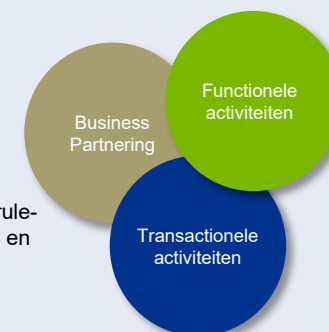 Functionele
activiteiten
Business
Partnering
rule-
en
Transactionele
activiteiten